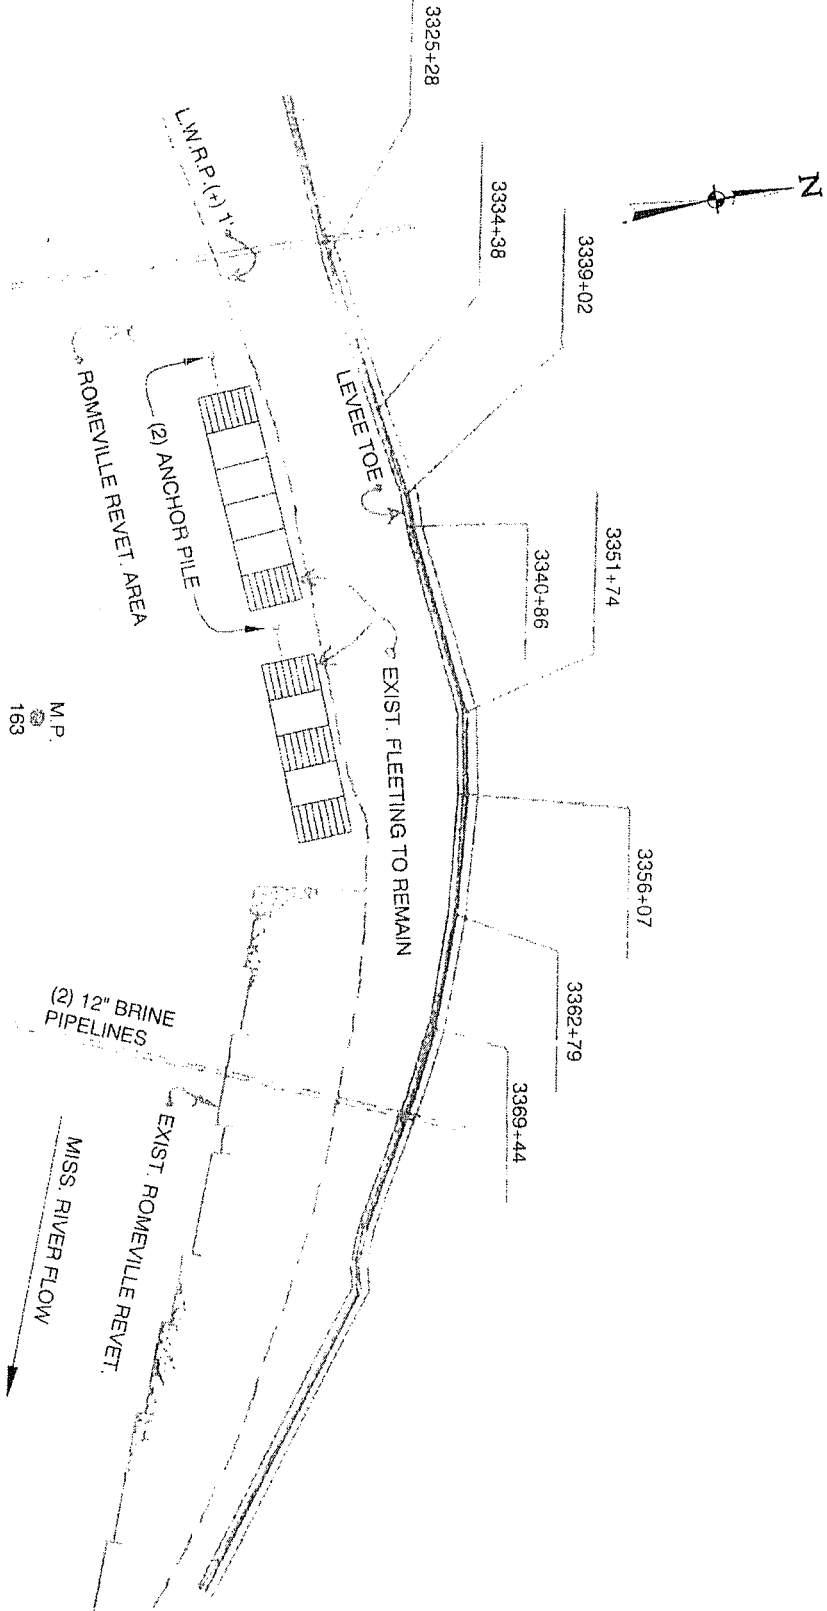 N
3325+28
3334+38
3339+02
3340+86
3351+74
3356+07
3362+79
3369+44
L.W.R.P.(+) 1'
LEVEE TOE
(2) ANCHOR PILE
ROMEVILLE REVET. AREA
EXIST. FLEETING TO REMAIN
M.P.
163
(2) 12" BRINE
PIPELINES
EXIST. ROMEVILLE REVET.
MISS. RIVER FLOW